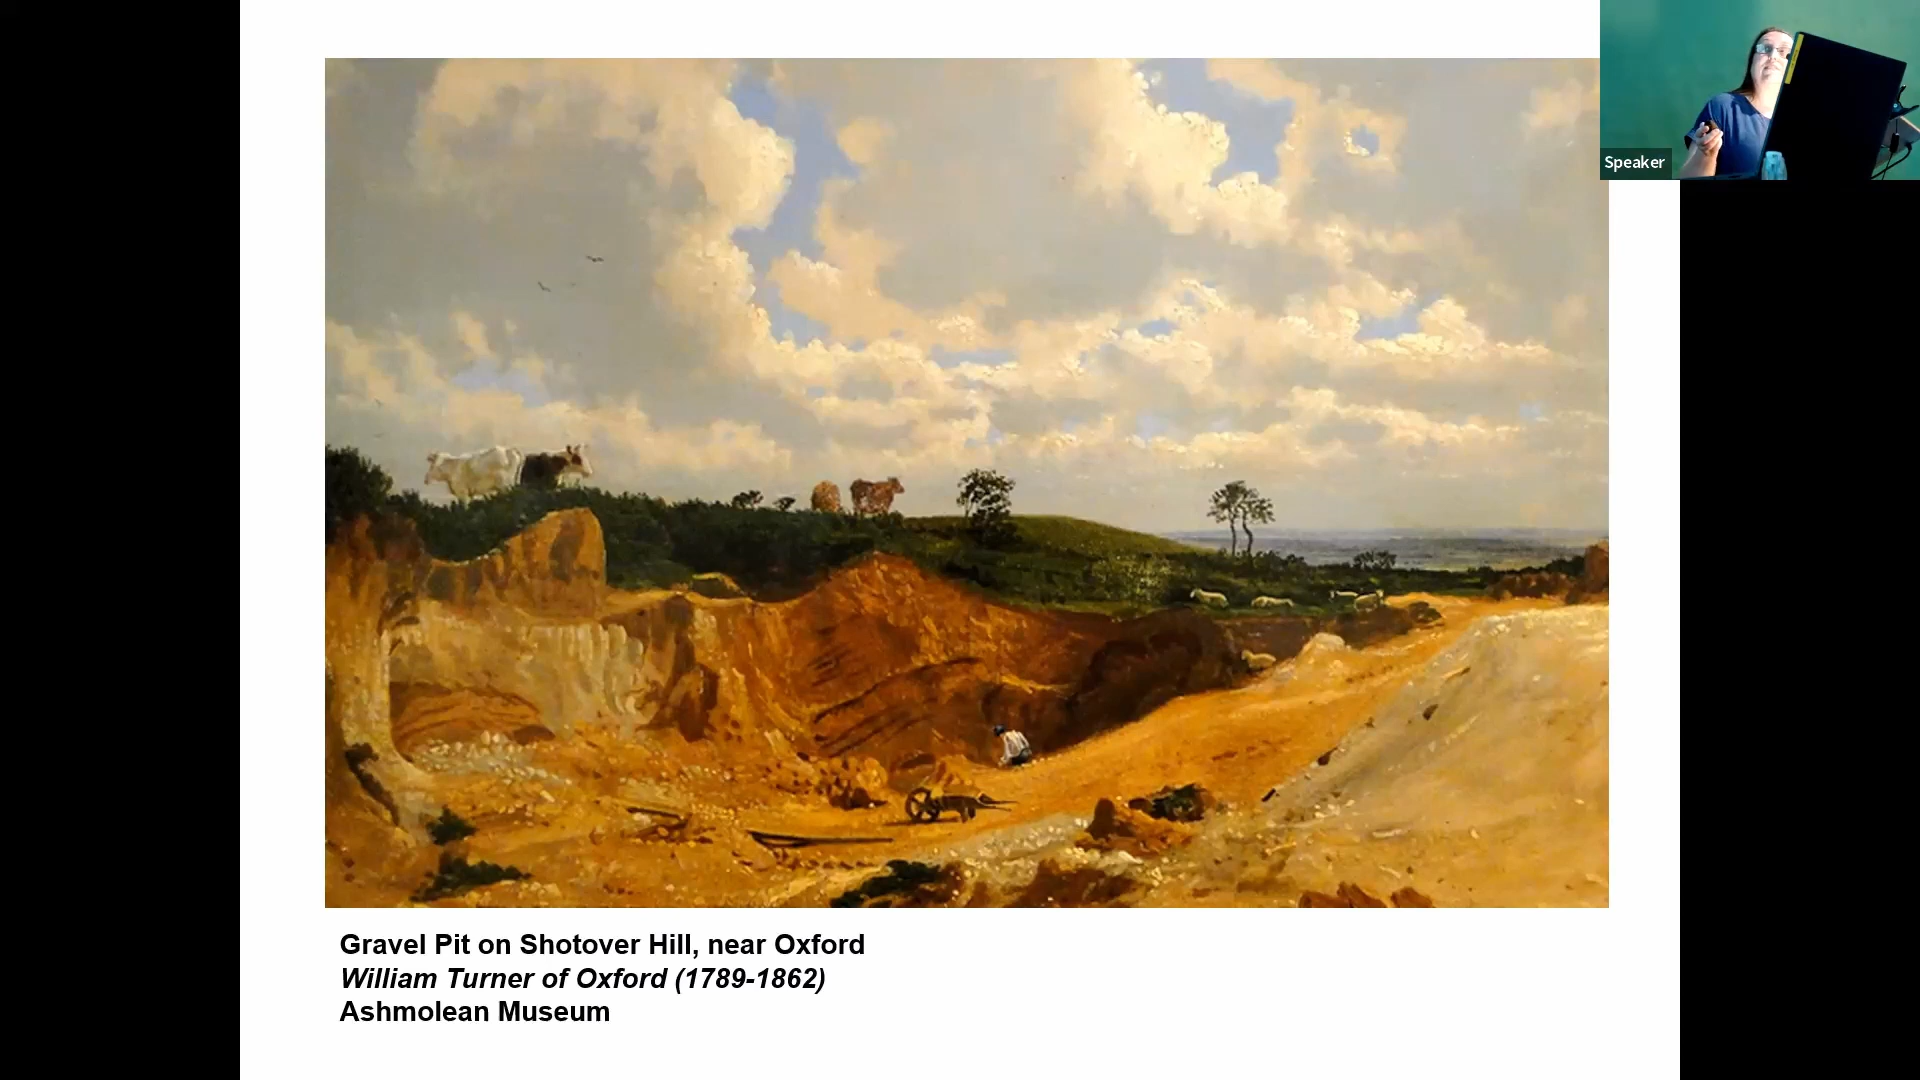 Speaker
Gravel Pit on Shotover Hill, near Oxford
William Turner of Oxford (1789-1862)
Ashmolean Museum